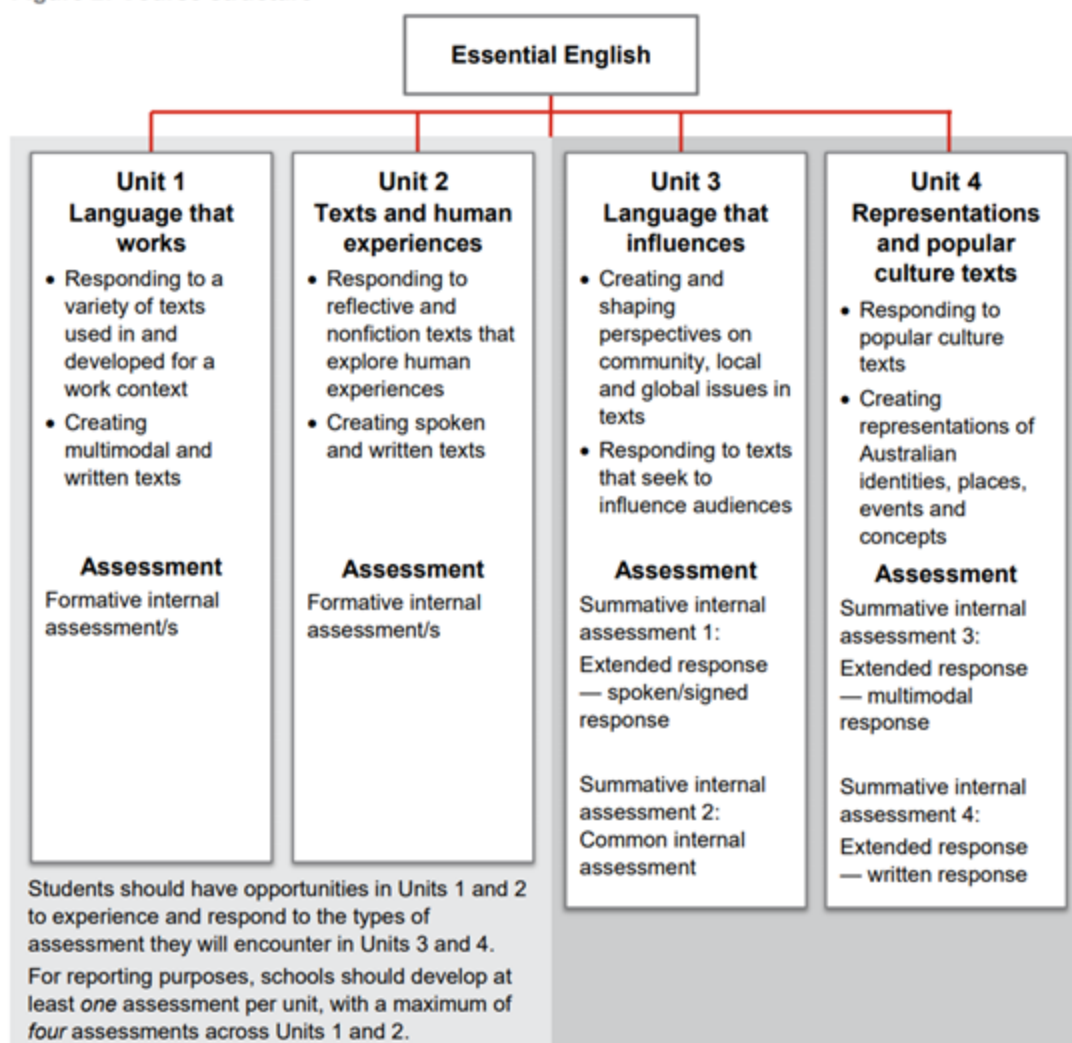 Essential English
Unit 1
Language that
works
• Responding to a
variety of texts
used in and
developed for a
work context
• Creating
multimodal and
written texts
Assessment
Formative internal
assessment/s
Unit 2
Texts and human
experiences
• Responding to
reflective and
nonfiction texts that
explore human
experiences
• Creating spoken
and written texts
Assessment
Formative internal
assessment/s
Unit 3
Language that
influences
• Creating and
shaping
perspectives on
community, local
and global issues in
texts
• Responding to texts
that seek to
influence audiences
Assessment
Summative internal
assessment 1:
Extended response
— spoken/signed
response
Summative internal
assessment 2:
Common internal
assessment
Unit 4
Representations
and popular
culture texts
• Responding to
popular culture
texts
• Creating
representations of
Australian
identities, places,
events and
concepts
Assessment
Summative internal
assessment 3:
Extended response
— multimodal
response
Summative internal
assessment 4:
Extended response
— written response
Students should have opportunities in Units 1 and 2
to experience and respond to the types of
assessment they will encounter in Units 3 and 4.
For reporting purposes, schools should develop at
least one assessment per unit, with a maximum of
four assessments across Units 1 and 2.